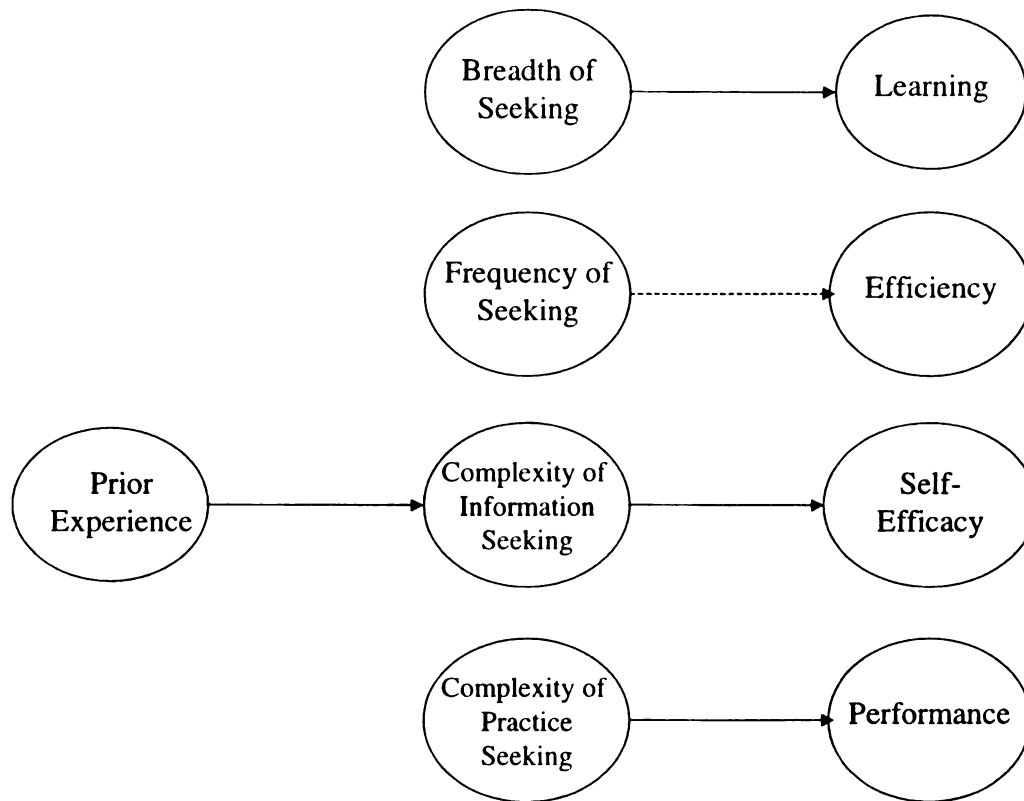 Breadth of
Seeking
Learning
Frequency of
Seeking
Efficiency
Prior
Experience
Complexity of
Information
Seeking
Self-
Efficacy
Complexity of
Practice
Seeking
Performance